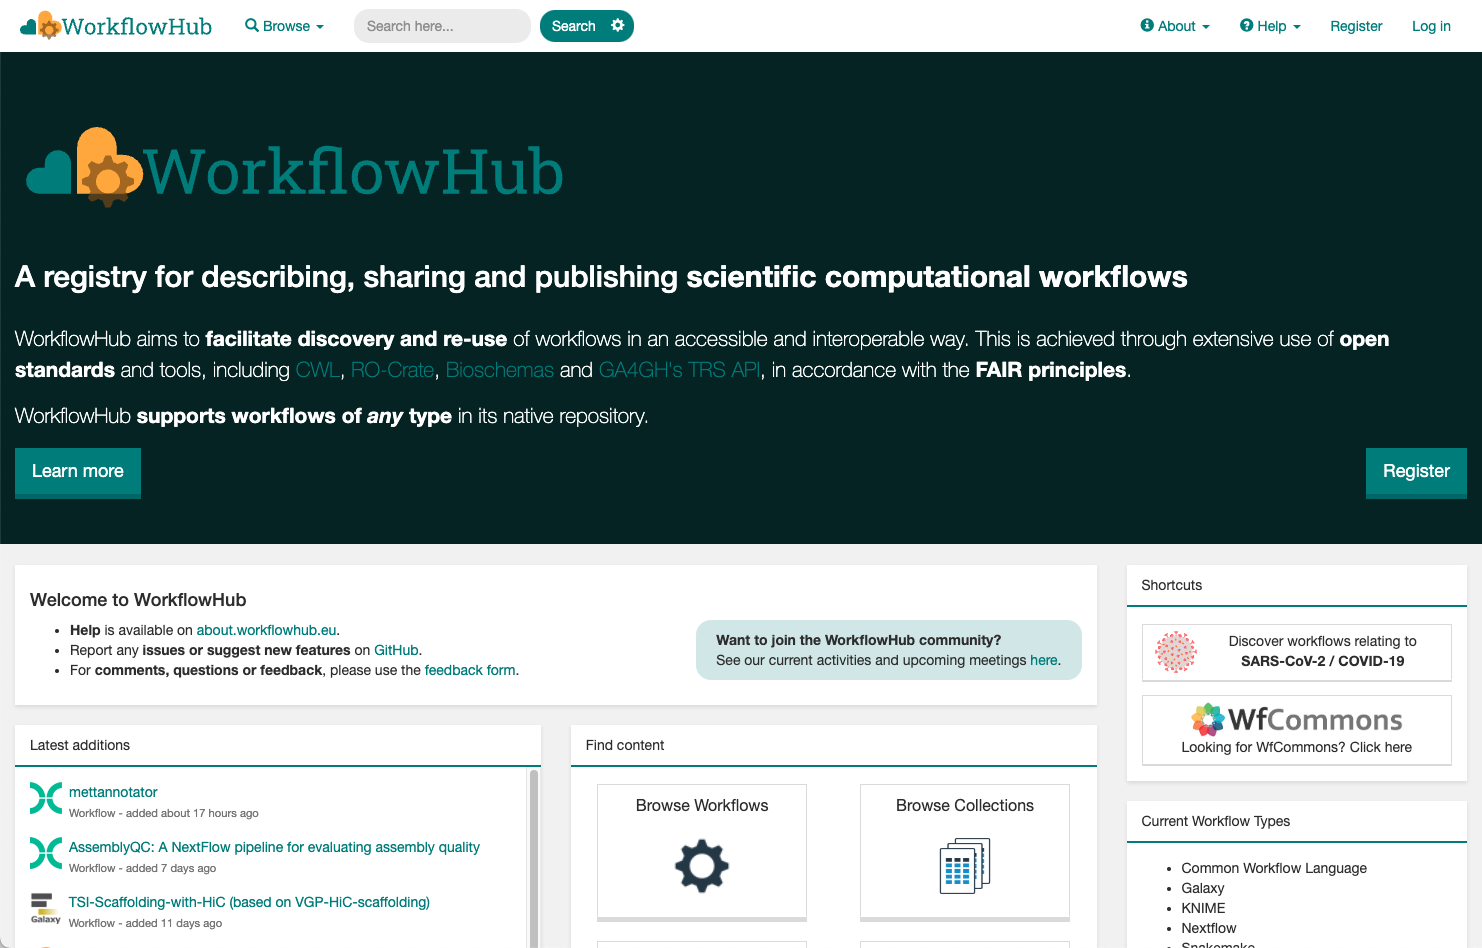 WorkflowHub
Browse
Search here...
Search
About
Help
Register
Log in
WorkflowHub
A registry for describing, sharing and publishing scientific computational workflows
WorkflowHub aims to facilitate discovery and re-use of workflows in an accessible and interoperable way. This is achieved through extensive use of open
standards and tools, including CWL, RO-Crate, Bioschemas and GA4GH's TRS API, in accordance with the FAIR principles.
WorkflowHub supports workflows of any type in its native repository.
Learn more
Register
Welcome to WorkflowHub
• Help is available on about.workflowhub.eu.
• Report any issues or suggest new features on GitHub.
• For comments, questions or feedback, please use the feedback form.
Want to join the WorkflowHub community?
See our current activities and upcoming meetings here.
Latest additions
mettannotator
Workflow - added about 17 hours ago
AssemblyQC: A NextFlow pipeline for evaluating assembly quality
Workflow - added 7 days ago
Galaxy
TSI-Scaffolding-with-HiC (based on VGP-HiC-scaffolding)
Workflow - added 11 days ago
Find content
Browse Workflows
Browse Collections
Shortcuts
Discover workflows relating to
SARS-CoV-2 / COVID-19
WfCommons
Looking for WfCommons? Click here
Current Workflow Types
• Common Workflow Language
• Galaxy
• KNIME
• Nextflow
• Snakemake